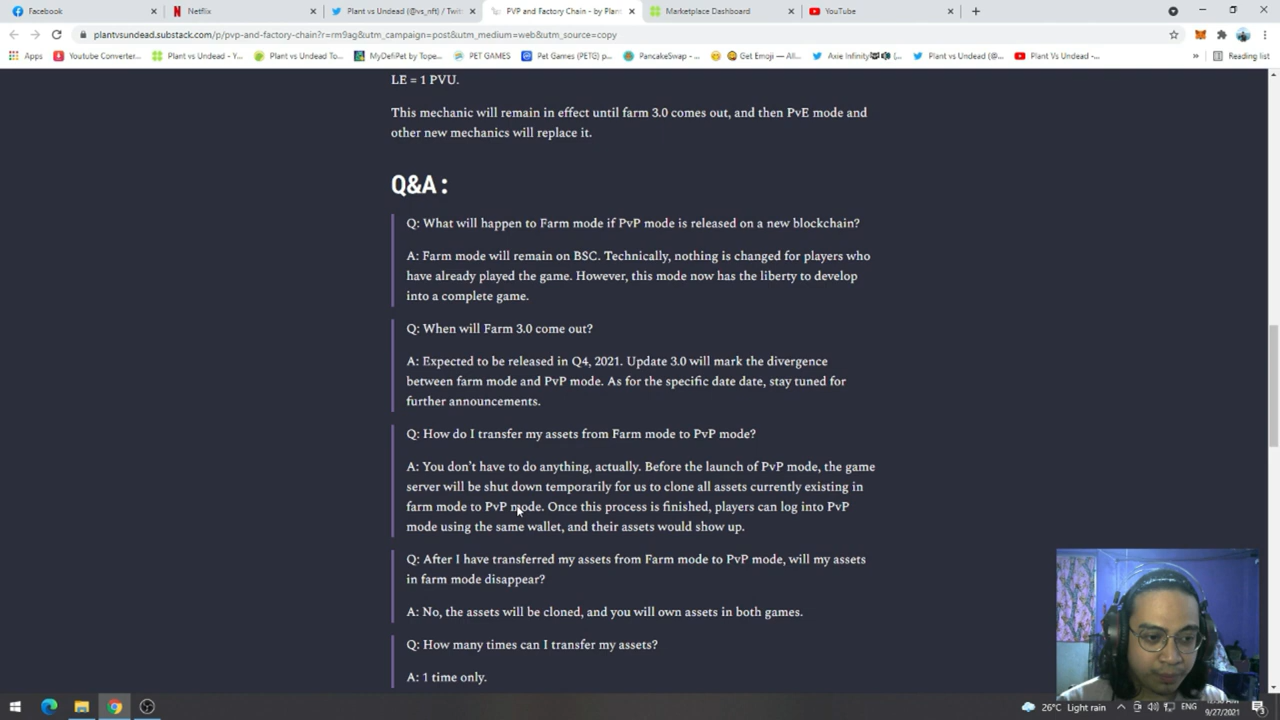 Facebook
Netflix
Plant vs Undead (@vs_nft) / Twit
PVP and Factory Chain - by Plan
Marketplace Dashboard
YouTube
plantvsundead.substack.com/p/pvp-and-factory-chain?r=rm9ag&utm_campaign=post&utm_medium=web&utm_source=copy
Apps
Youtube Converter...
Plant vs Undead - Y...
Plant vs Undead To...
MyDefiPet by Tope...
PET GAMES
Pet Games (PETG) p...
PancakeSwap - ...
Get Emoji — All...
Axie Infinity
Plant vs Undead (@...
Plant Vs Undead -...
Reading list
LE = 1 PVU.
This mechanic will remain in effect until farm 3.0 comes out, and then PvE mode and
other new mechanics will replace it.
Q&A :
Q: What will happen to Farm mode if PvP mode is released on a new blockchain?
A: Farm mode will remain on BSC. Technically, nothing is changed for players who
have already played the game. However, this mode now has the liberty to develop
into a complete game.
Q: When will Farm 3.0 come out?
A: Expected to be released in Q4, 2021. Update 3.0 will mark the divergence
between farm mode and PvP mode. As for the specific date date, stay tuned for
further announcements.
Q: How do I transfer my assets from Farm mode to PvP mode?
A: You don't have to do anything, actually. Before the launch of PvP mode, the game
server will be shut down temporarily for us to clone all assets currently existing in
farm mode to PvP mode. Once this process is finished, players can log into PvP
mode using the same wallet, and their assets would show up.
Q: After I have transferred my assets from Farm mode to PvP mode, will my assets
in farm mode disappear?
A: No, the assets will be cloned, and you will own assets in both games.
Q: How many times can I transfer my assets?
A: 1 time only.
26°C Light rain
ENG
9/27/2021